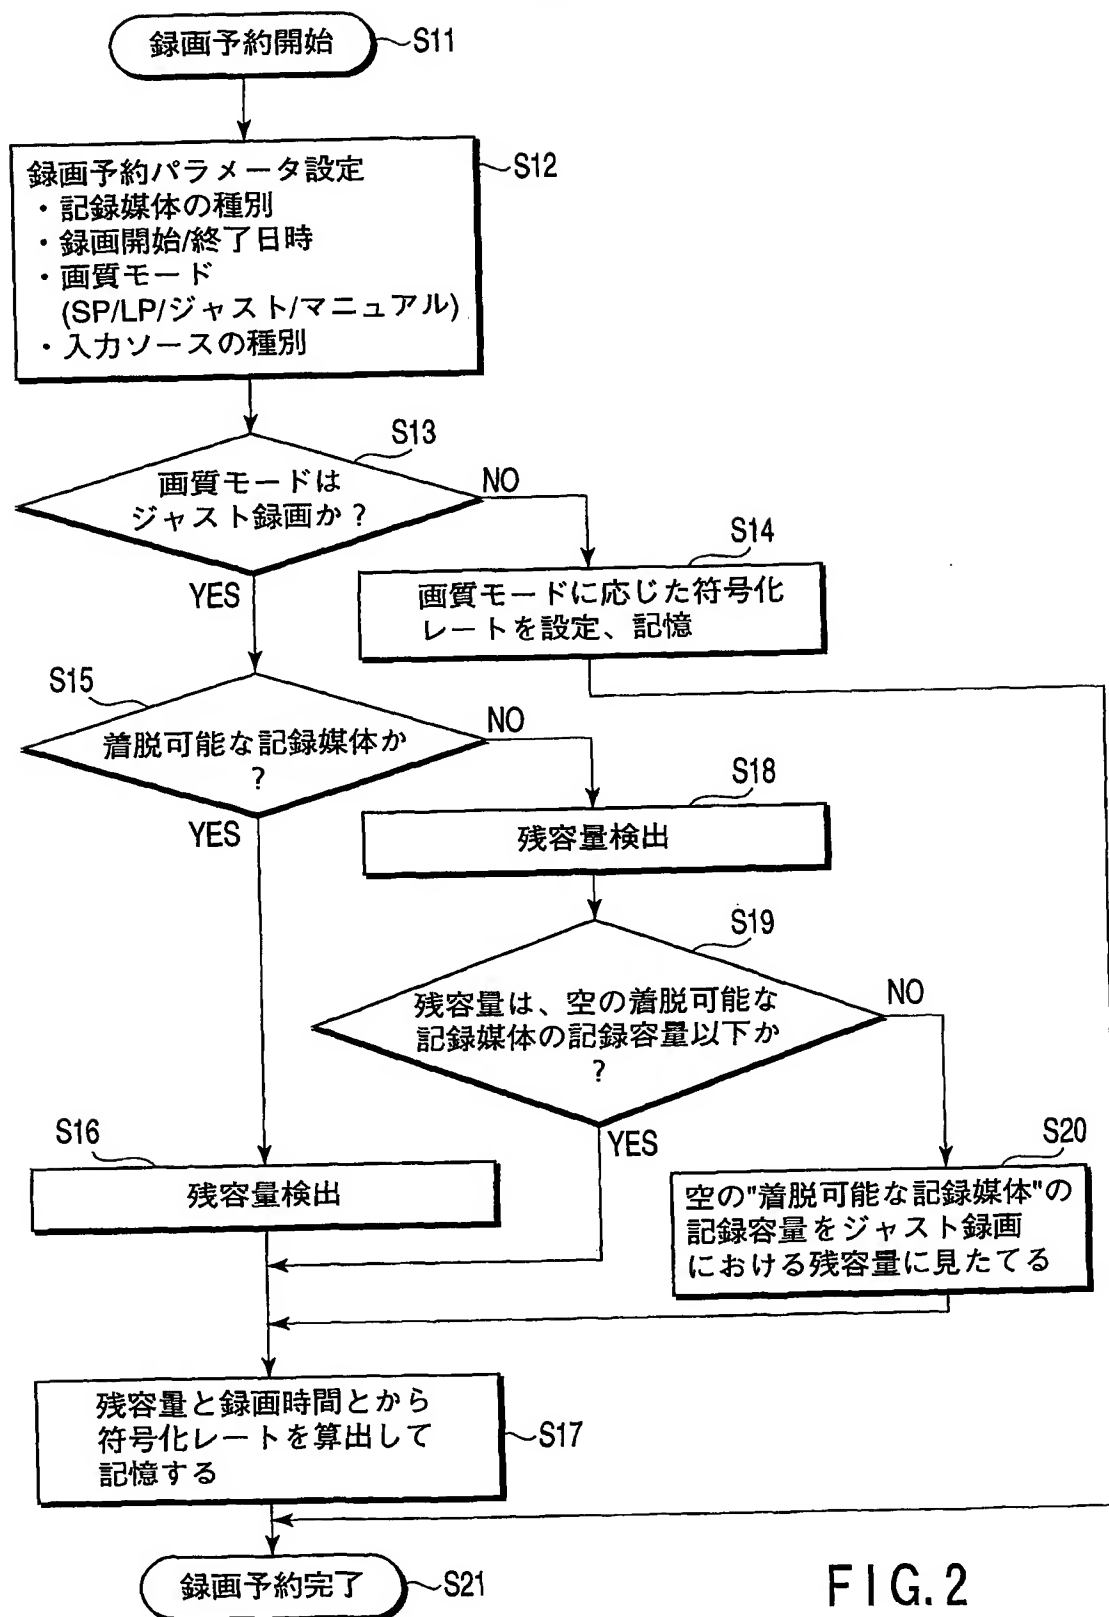 録画予約開始
S11
録画予約パラメータ設定
・記録媒体の種別
・録画開始/終了日時
・画質モード
(SP/LP/ジャスト/マニュアル)
・入力ソースの種別
S12
S13
画質モードは
ジャスト録画か？
NO
YES
S14
画質モードに応じた符号化
レートを設定、記憶
S15
着脱可能な記録媒体か
？
NO
YES
S18
残容量検出
S19
残容量は、空の着脱可能な
記録媒体の記録容量以下か
？
NO
YES
S16
残容量検出
S20
空の"着脱可能な記録媒体"の
記録容量をジャスト録画
における残容量に見たてる
残容量と録画時間とから
符号化レートを算出して
記憶する
S17
録画予約完了
S21
FIG.2